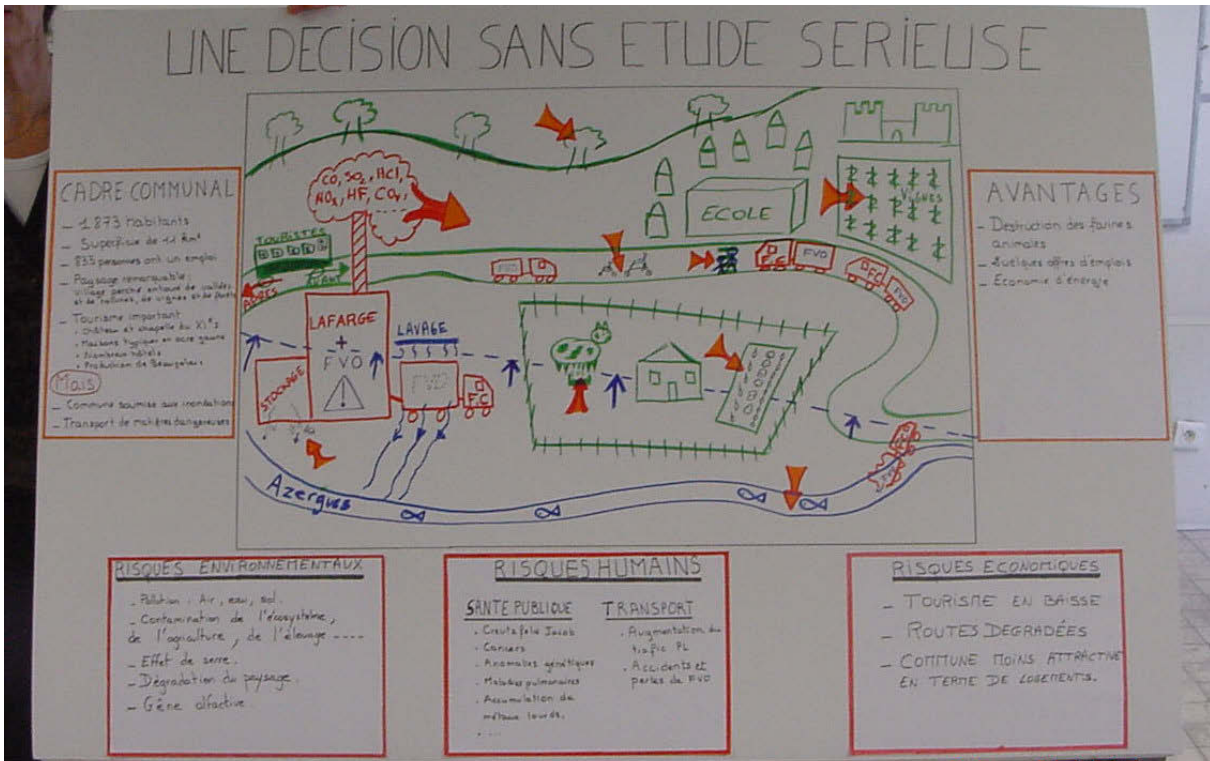 UNE DECISION SANS ETUDE SERIEUSE
CADRE COMMUNAL
- 1873 habitants
- Superficie de 11 km²
- 835 personnes ont un emploi
- Paysage remarquable :
village perché entouré de vallées
et de collines, de vignes et de forêts
- Tourisme important
• Château et chapelle du XI°s
• Maisons typiques en ocre jaune
• Nombreux hôtels
• Production de Beaujolais
Mais
- Commune soumise aux inondations
- Transport de matières dangereuses
CO, SO2, HCl,
NOx, HF, COV,
TOURISTES
AVANT
APRES
LAFARGE
+
FVO
STOCKAGE
LAVAGE
FVO
F.C
FVO
ECOLE
VIGNES
F.C
FVO
FC
FVO
F.C
Azergues
AVANTAGES
- Destruction des farines
animales
- Quelques offres d'emplois
- Economie d'énergie
RISQUES ENVIRONNEMENTAUX
- Pollution : Air, eau, sol.
- Contamination de l'écosystème,
de l'agriculture, de l'élevage ----
- Effet de serre.
- Dégradation du paysage.
- Gêne olfactive.
RISQUES HUMAINS
SANTE PUBLIQUE
• Creutzfeld Jacob
• Cancers
• Anomalies génétiques
• Maladies pulmonaires
• Accumulation de
métaux lourds.
• ....
TRANSPORT
• Augmentation du
trafic PL
• Accidents et
pertes de FVO
RISQUES ECONOMIQUES
- TOURISME EN BAISSE
- ROUTES DEGRADÉES
- COMMUNE MOINS ATTRACTIVE
EN TERME DE LOGEMENTS.